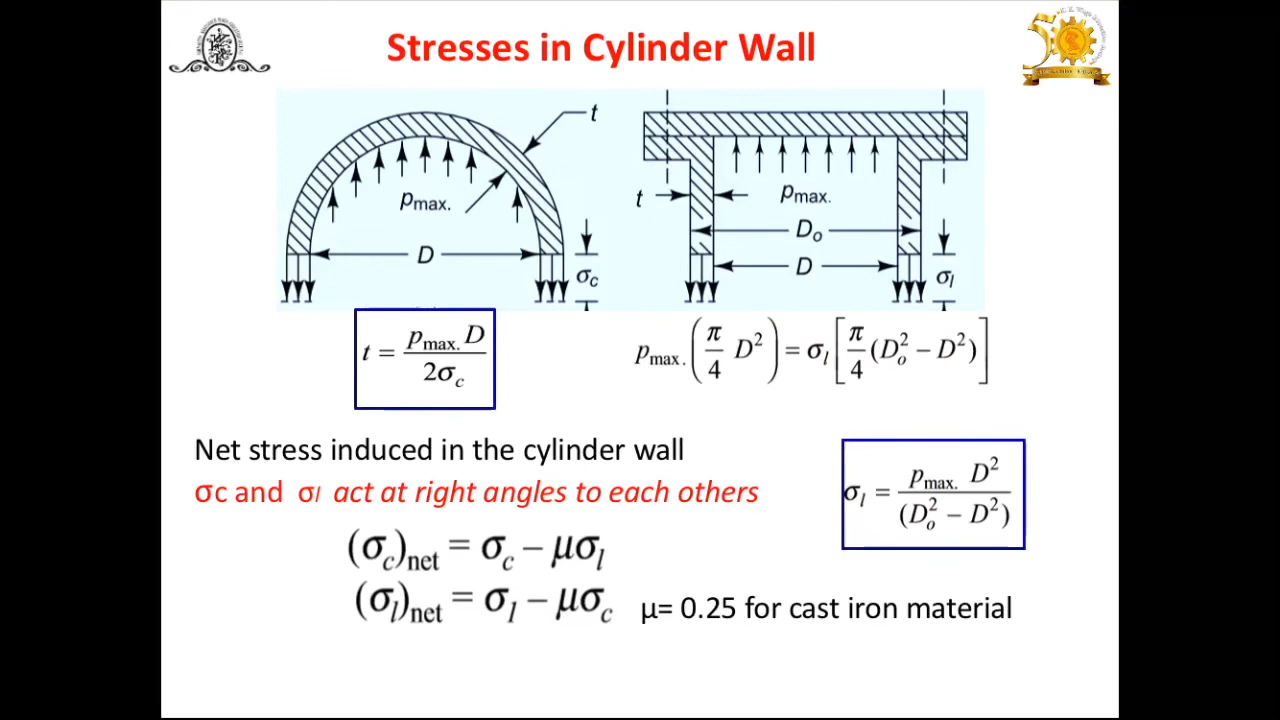 Stresses in Cylinder Wall
t
p_max.
D
σ_c
t
p_max.
D_o
D
σ_l
t = p_max. D / 2σ_c
p_max. (π/4 D²) = σ_l [π/4 (D_o² − D²)]
Net stress induced in the cylinder wall
σc and σl act at right angles to each others
σ_l = p_max. D² / (D_o² − D²)
(σ_c)_net = σ_c − μσ_l
(σ_l)_net = σ_l − μσ_c
μ= 0.25 for cast iron material